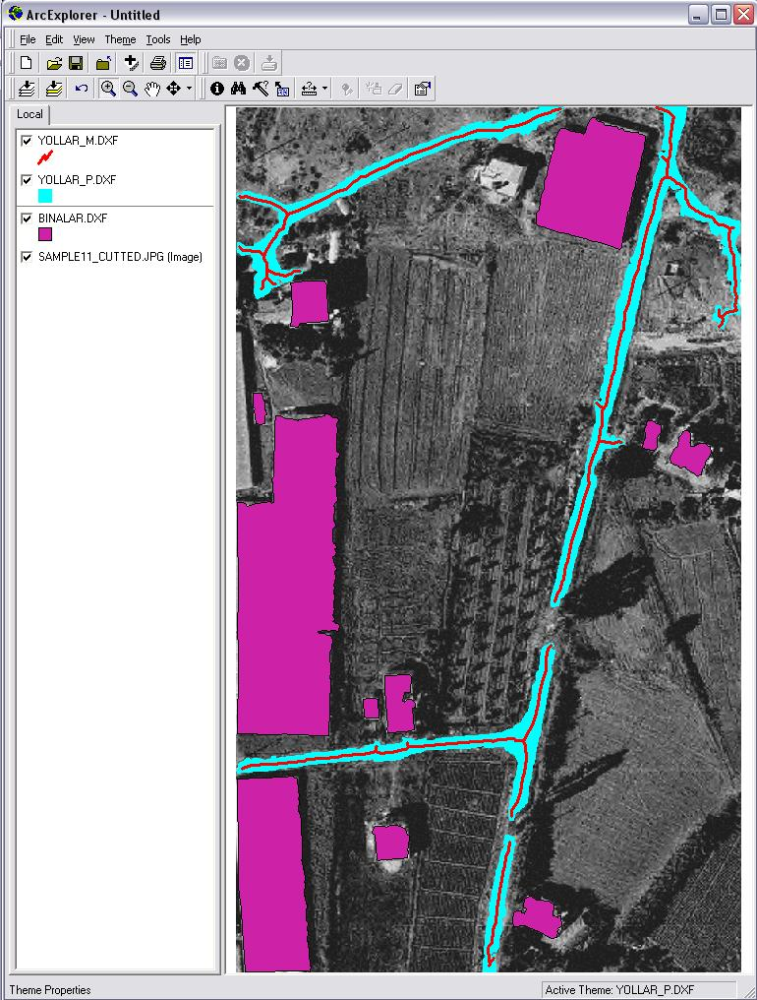 ArcExplorer - Untitled
File Edit View Theme Tools Help
Local
YOLLAR_M.DXF
YOLLAR_P.DXF
BINALAR.DXF
SAMPLE11_CUTTED.JPG (Image)
Theme Properties
Active Theme: YOLLAR_P.DXF